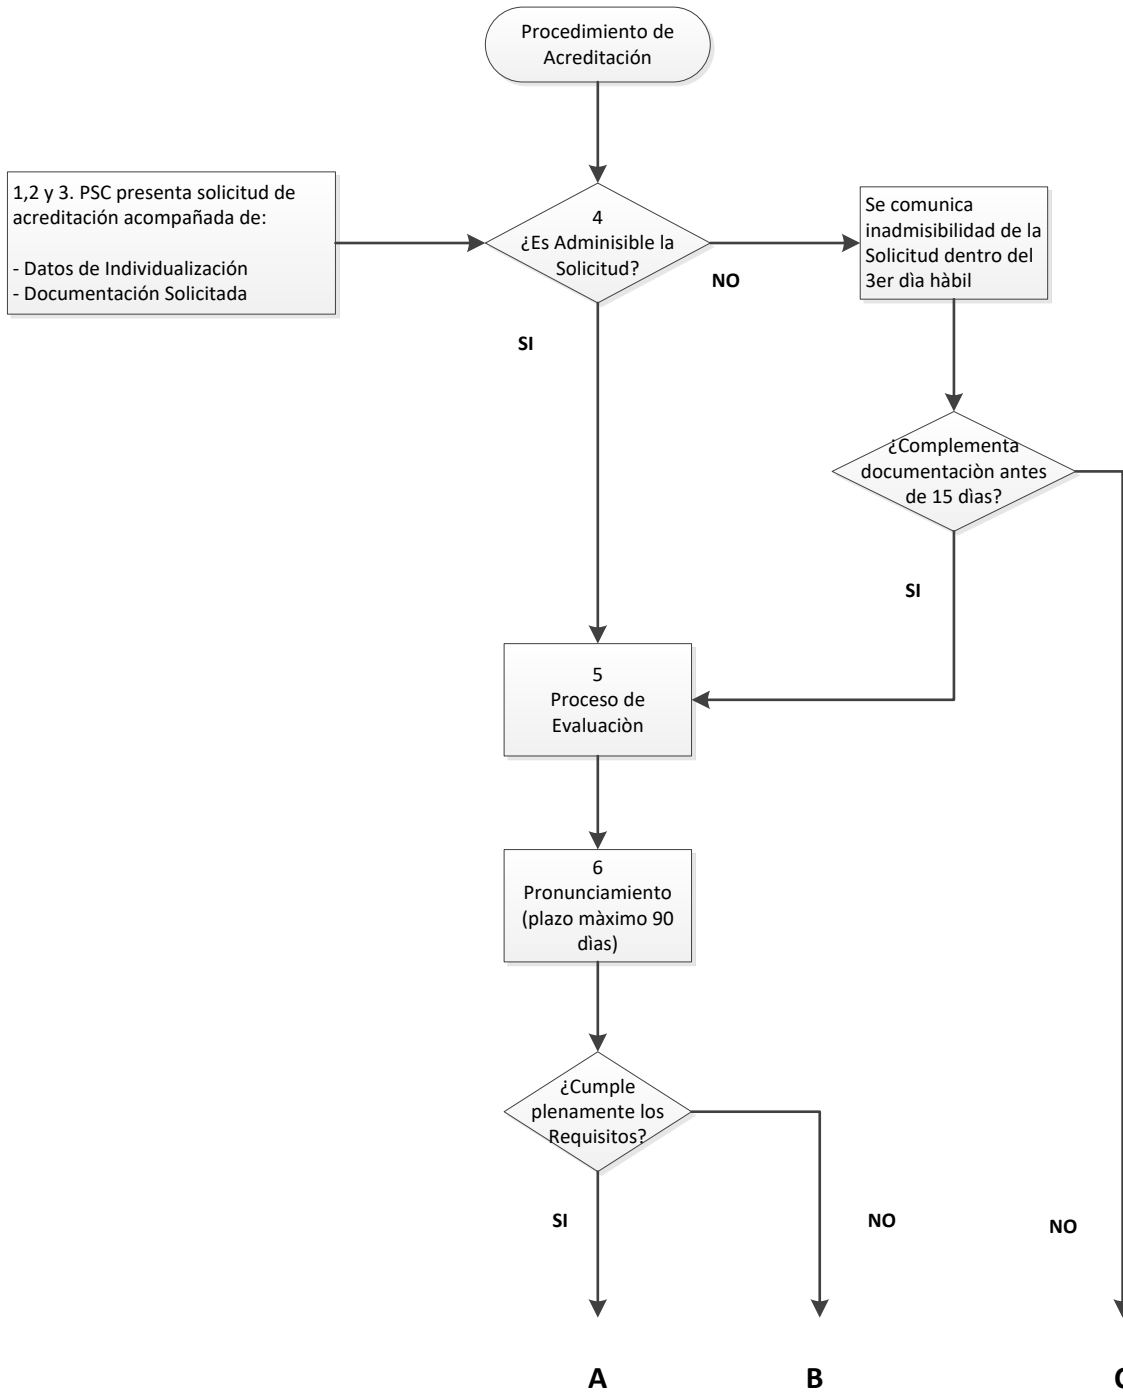 Procedimiento de
Acreditación
1,2 y 3. PSC presenta solicitud de
acreditación acompañada de:
- Datos de Individualización
- Documentación Solicitada
4
¿Es Adminisible la
Solicitud?
NO
SI
Se comunica
inadmisibilidad de la
Solicitud dentro del
3er dìa hàbil
¿Complementa
documentaciòn antes
de 15 dìas?
SI
5
Proceso de
Evaluaciòn
6
Pronunciamiento
(plazo màximo 90
dìas)
¿Cumple
plenamente los
Requisitos?
SI
NO
NO
A
B